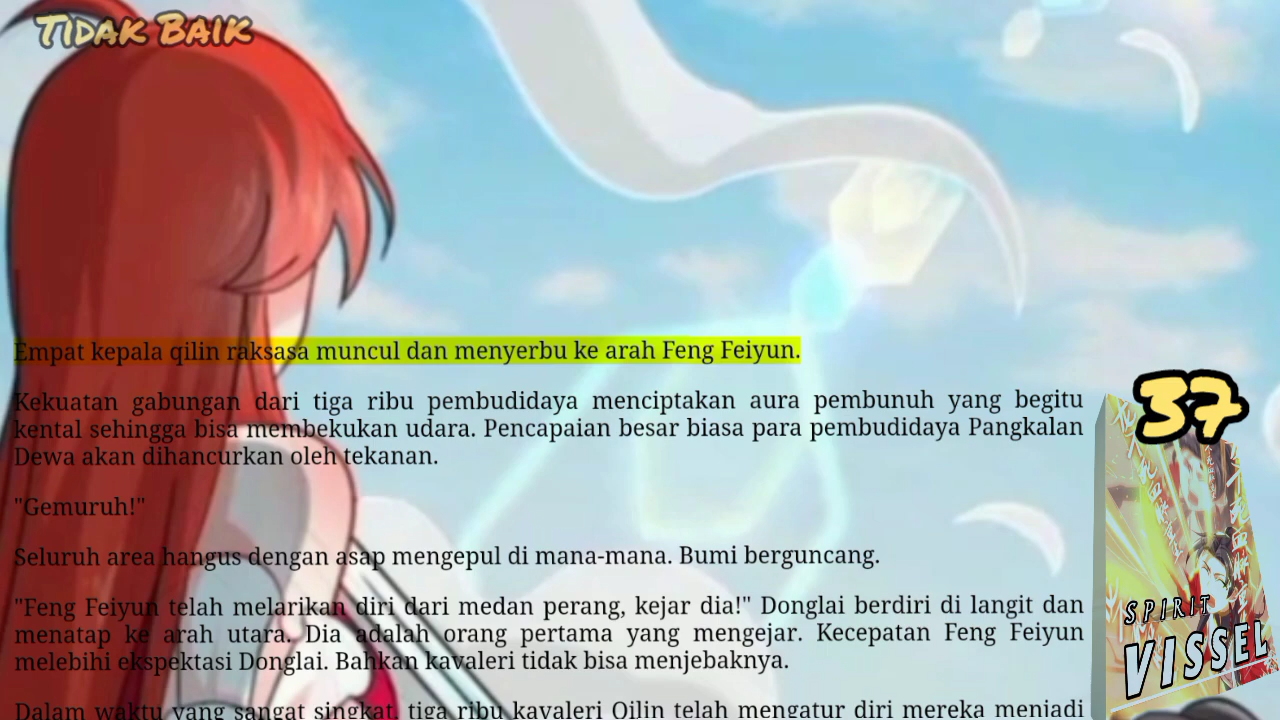 Tidak Baik
Empat kepala qilin raksasa muncul dan menyerbu ke arah Feng Feiyun.
Kekuatan gabungan dari tiga ribu pembudidaya menciptakan aura pembunuh yang begitu
kental sehingga bisa membekukan udara. Pencapaian besar biasa para pembudidaya Pangkalan
Dewa akan dihancurkan oleh tekanan.
"Gemuruh!"
Seluruh area hangus dengan asap mengepul di mana-mana. Bumi berguncang.
"Feng Feiyun telah melarikan diri dari medan perang, kejar dia!" Donglai berdiri di langit dan
menatap ke arah utara. Dia adalah orang pertama yang mengejar. Kecepatan Feng Feiyun
melebihi ekspektasi Donglai. Bahkan kavaleri tidak bisa menjebaknya.
Dalam waktu yang sangat singkat, tiga ribu kavaleri Qilin telah mengatur diri mereka menjadi
37
SPIRIT
VISSEL